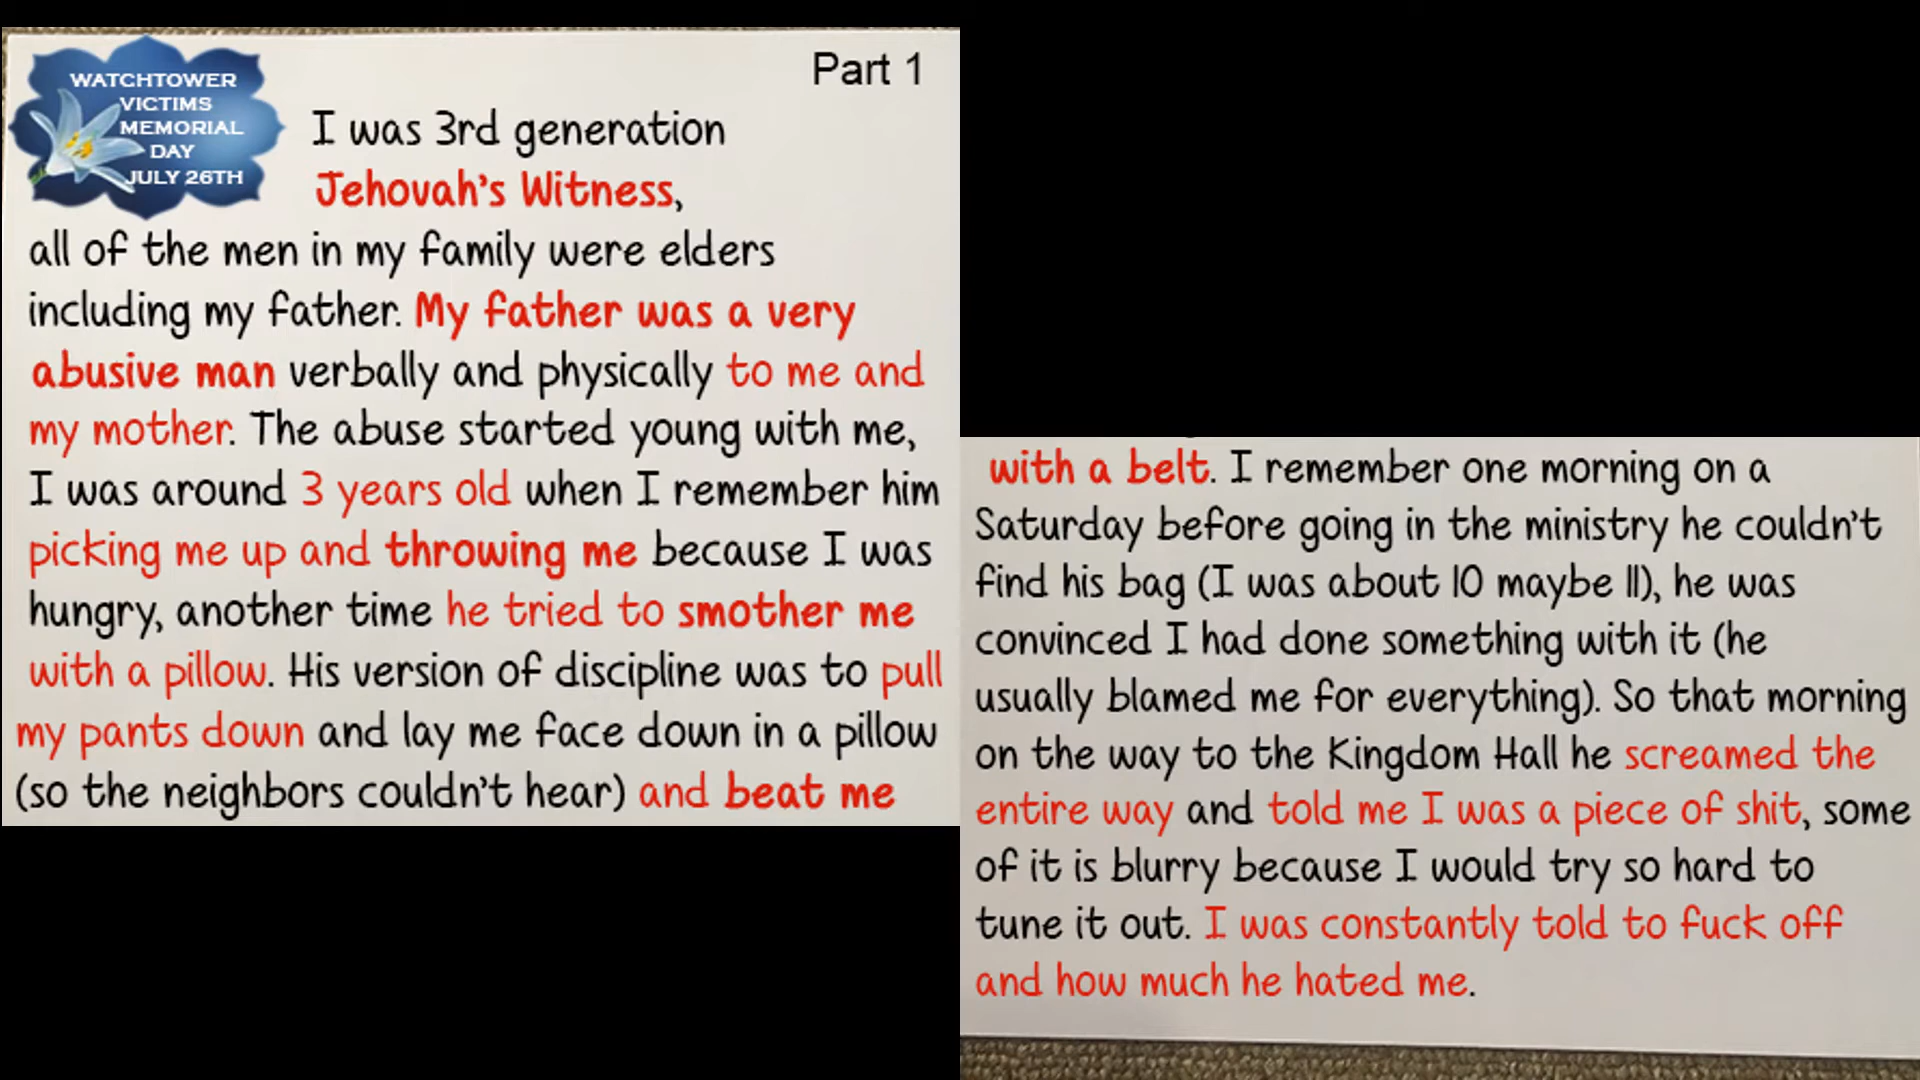 WATCHTOWER
VICTIMS
MEMORIAL
DAY
JULY 26TH
Part 1
I was 3rd generation
Jehovah's Witness,
all of the men in my family were elders
including my father. My father was a very
abusive man verbally and physically to me and
my mother. The abuse started young with me,
I was around 3 years old when I remember him
picking me up and throwing me because I was
hungry, another time he tried to smother me
with a pillow. His version of discipline was to pull
my pants down and lay me face down in a pillow
(so the neighbors couldn't hear) and beat me
with a belt. I remember one morning on a
Saturday before going in the ministry he couldn't
find his bag (I was about 10 maybe 11), he was
convinced I had done something with it (he
usually blamed me for everything). So that morning
on the way to the Kingdom Hall he screamed the
entire way and told me I was a piece of shit, some
of it is blurry because I would try so hard to
tune it out. I was constantly told to fuck off
and how much he hated me.